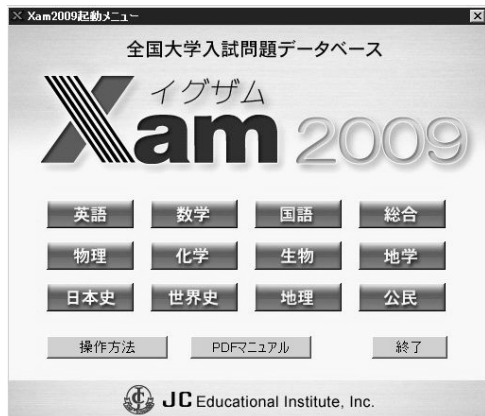 Xam2009起動メニュー
全国大学入試問題データベース
イグザム
Xam 2009
英語 数学 国語 総合
物理 化学 生物 地学
日本史 世界史 地理 公民
操作方法 PDFマニュアル 終了
JC Educational Institute, Inc.